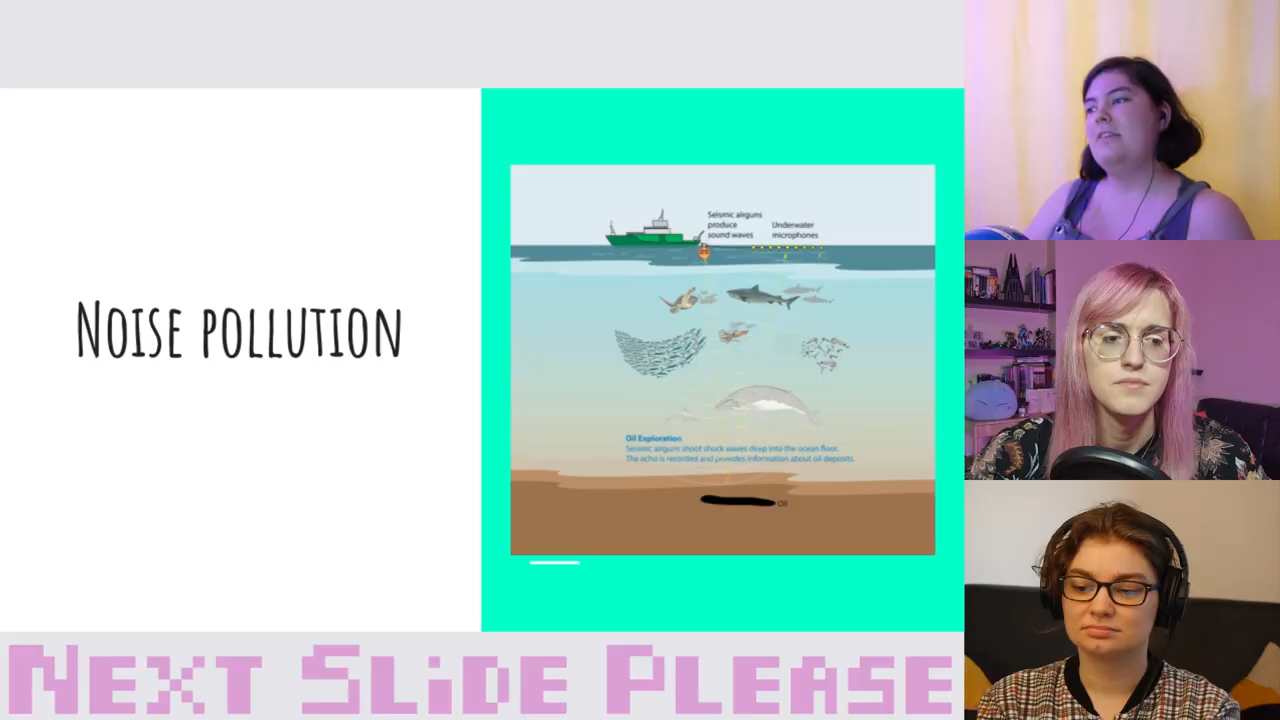 Noise pollution
Seismic airguns
produce
sound waves
Underwater
microphones
Oil Exploration
Seismic airguns shoot shock waves deep into the ocean floor.
The echo is recorded and provides information about oil deposits.
Oil
Next Slide Please